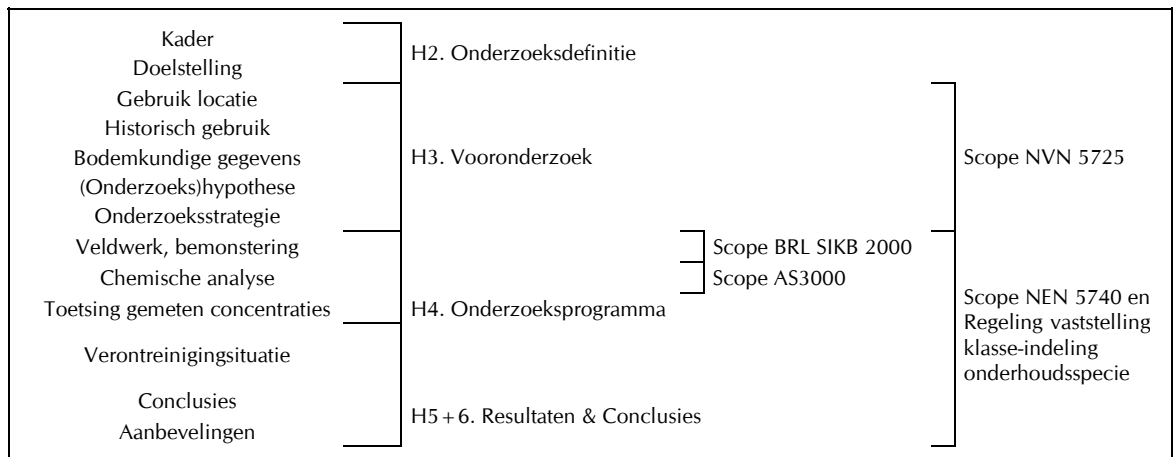 Kader
Doelstelling
H2. Onderzoeksdefinitie
Gebruik locatie
Historisch gebruik
Bodemkundige gegevens
(Onderzoeks)hypothese
Onderzoeksstrategie
H3. Vooronderzoek
Scope NVN 5725
Veldwerk, bemonstering
Chemische analyse
Toetsing gemeten concentraties
H4. Onderzoeksprogramma
Scope BRL SIKB 2000
Scope AS3000
Verontreinigingsituatie
Conclusies
Aanbevelingen
H5+6. Resultaten & Conclusies
Scope NEN 5740 en
Regeling vaststelling
klasse-indeling
onderhoudsspecie